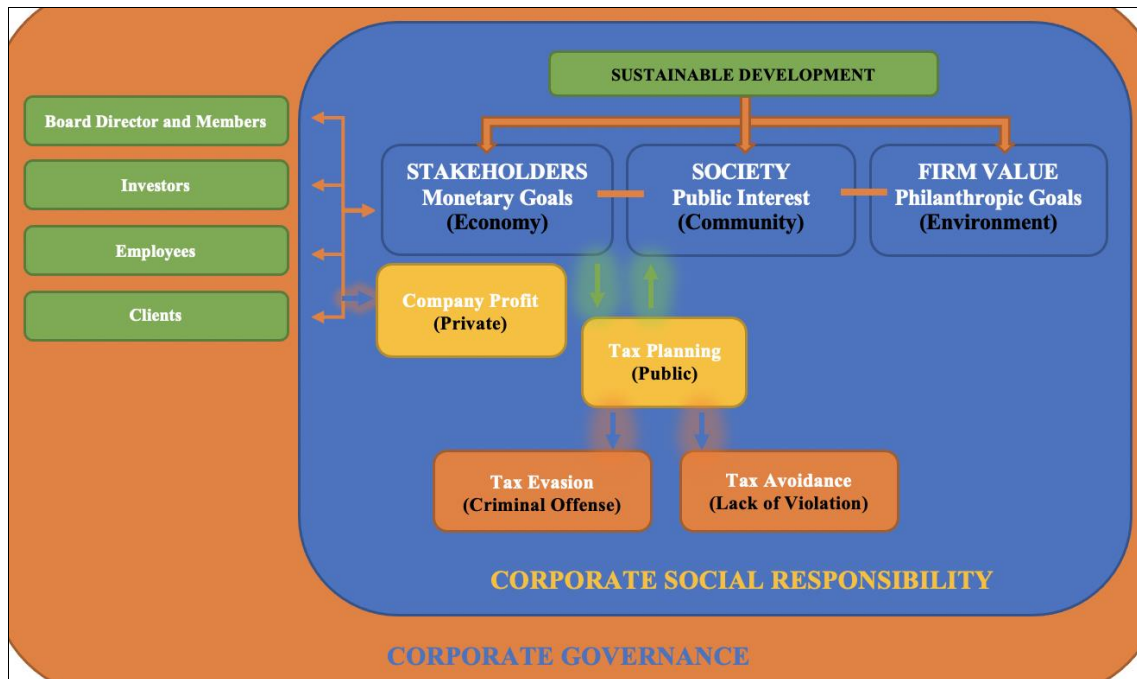 SUSTAINABLE DEVELOPMENT
Board Director and Members
Investors
Employees
Clients
STAKEHOLDERS
Monetary Goals
(Economy)
SOCIETY
Public Interest
(Community)
FIRM VALUE
Philanthropic Goals
(Environment)
Company Profit
(Private)
Tax Planning
(Public)
Tax Evasion
(Criminal Offense)
Tax Avoidance
(Lack of Violation)
CORPORATE SOCIAL RESPONSIBILITY
CORPORATE GOVERNANCE